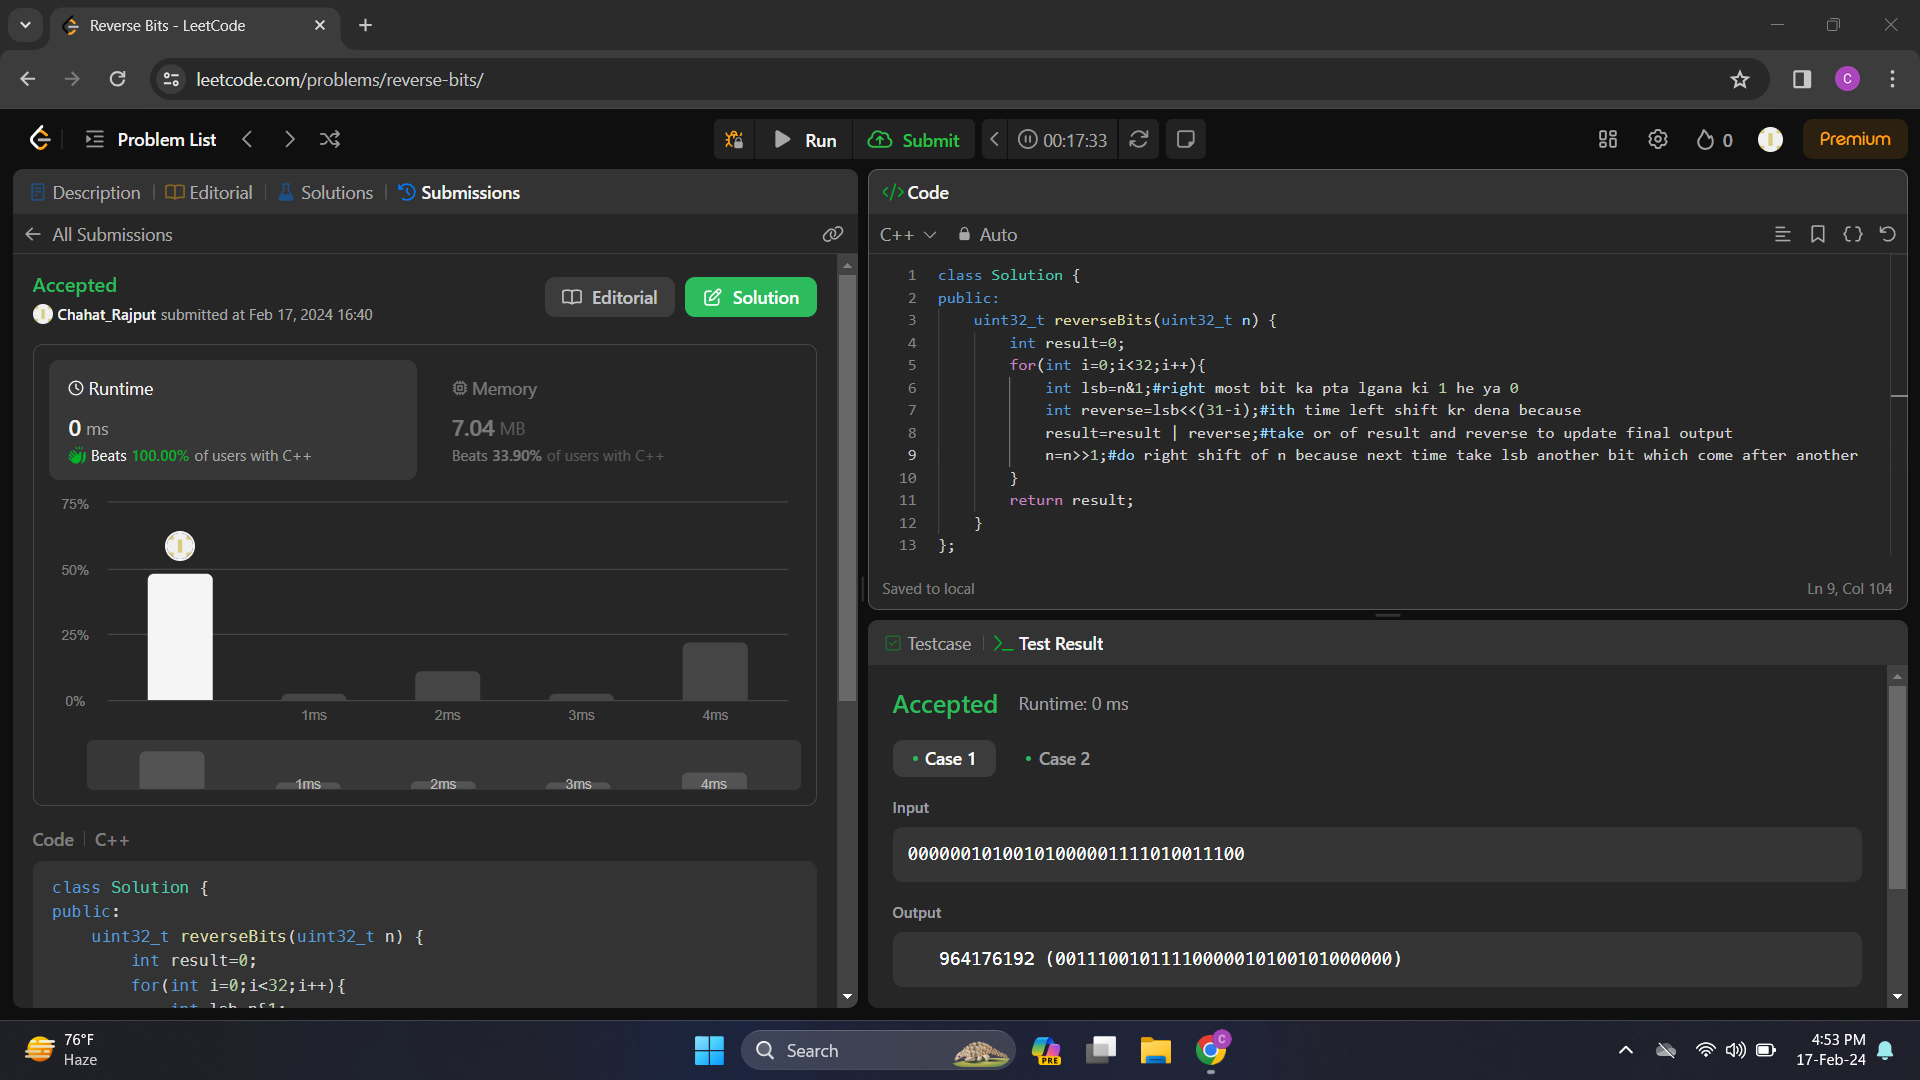 Reverse Bits - LeetCode
leetcode.com/problems/reverse-bits/
C
Problem List
Run
Submit
00:17:33
0
Premium
Description
Editorial
Solutions
Submissions
All Submissions
Accepted
Chahat_Rajput submitted at Feb 17, 2024 16:40
Editorial
Solution
Runtime
0 ms
Beats 100.00% of users with C++
Memory
7.04 MB
Beats 33.90% of users with C++
75%
50%
25%
0%
1ms
2ms
3ms
4ms
1ms
2ms
3ms
4ms
Code
C++
class Solution {
public:
uint32_t reverseBits(uint32_t n) {
int result=0;
for(int i=0;i<32;i++){
int lsb=n&1;
</> Code
C++
Auto
1 class Solution {
2 public:
3 uint32_t reverseBits(uint32_t n) {
4 int result=0;
5 for(int i=0;i<32;i++){
6 int lsb=n&1;#right most bit ka pta lgana ki 1 he ya 0
7 int reverse=lsb<<(31-i);#ith time left shift kr dena because
8 result=result | reverse;#take or of result and reverse to update final output
9 n=n>>1;#do right shift of n because next time take lsb another bit which come after another
10 }
11 return result;
12 }
13 };
Saved to local
Ln 9, Col 104
Testcase
Test Result
Accepted
Runtime: 0 ms
Case 1
Case 2
Input
00000010100101000001111010011100
Output
964176192 (00111001011110000010100101000000)
76°F
Haze
Search
PRE
C
4:53 PM
17-Feb-24